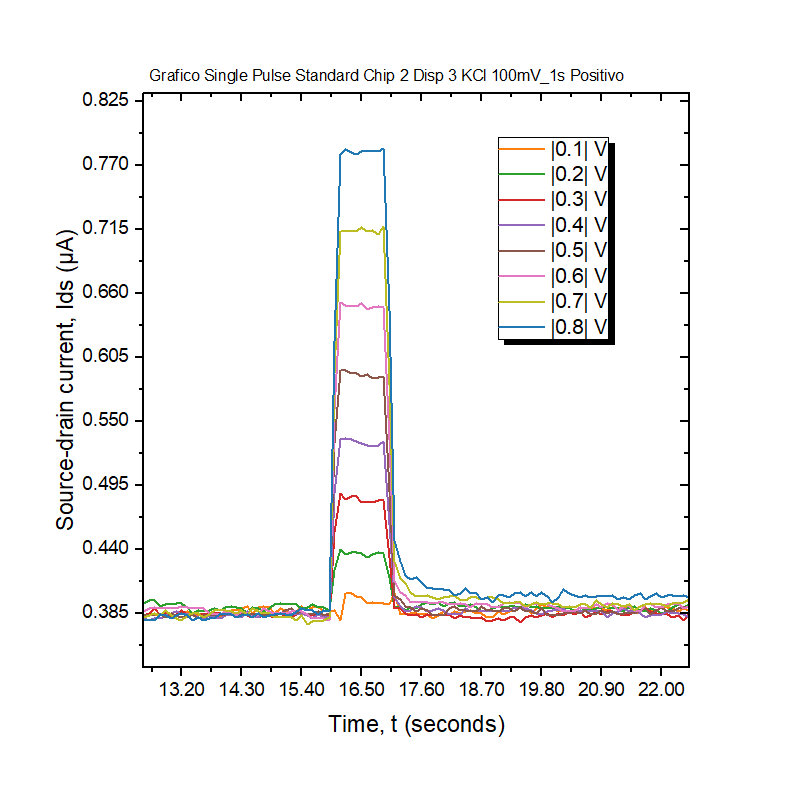 Grafico Single Pulse Standard Chip 2 Disp 3 KCl 100mV_1s Positivo
0.825
0.770
0.715
0.660
0.605
0.550
0.495
0.440
0.385
Source-drain current, Ids (µA)
|0.1| V
|0.2| V
|0.3| V
|0.4| V
|0.5| V
|0.6| V
|0.7| V
|0.8| V
13.20 14.30 15.40 16.50 17.60 18.70 19.80 20.90 22.00
Time, t (seconds)